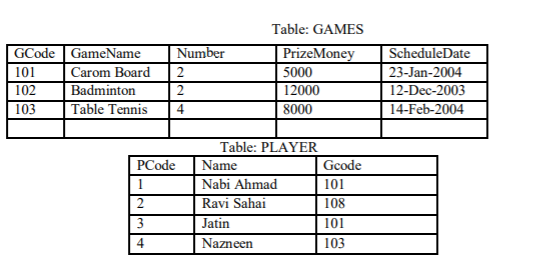 Table: GAMES
GCode GameName Number PrizeMoney ScheduleDate
101 Carom Board 2 5000 23-Jan-2004
102 Badminton 2 12000 12-Dec-2003
103 Table Tennis 4 8000 14-Feb-2004
Table: PLAYER
PCode Name Gcode
1 Nabi Ahmad 101
2 Ravi Sahai 108
3 Jatin 101
4 Nazneen 103